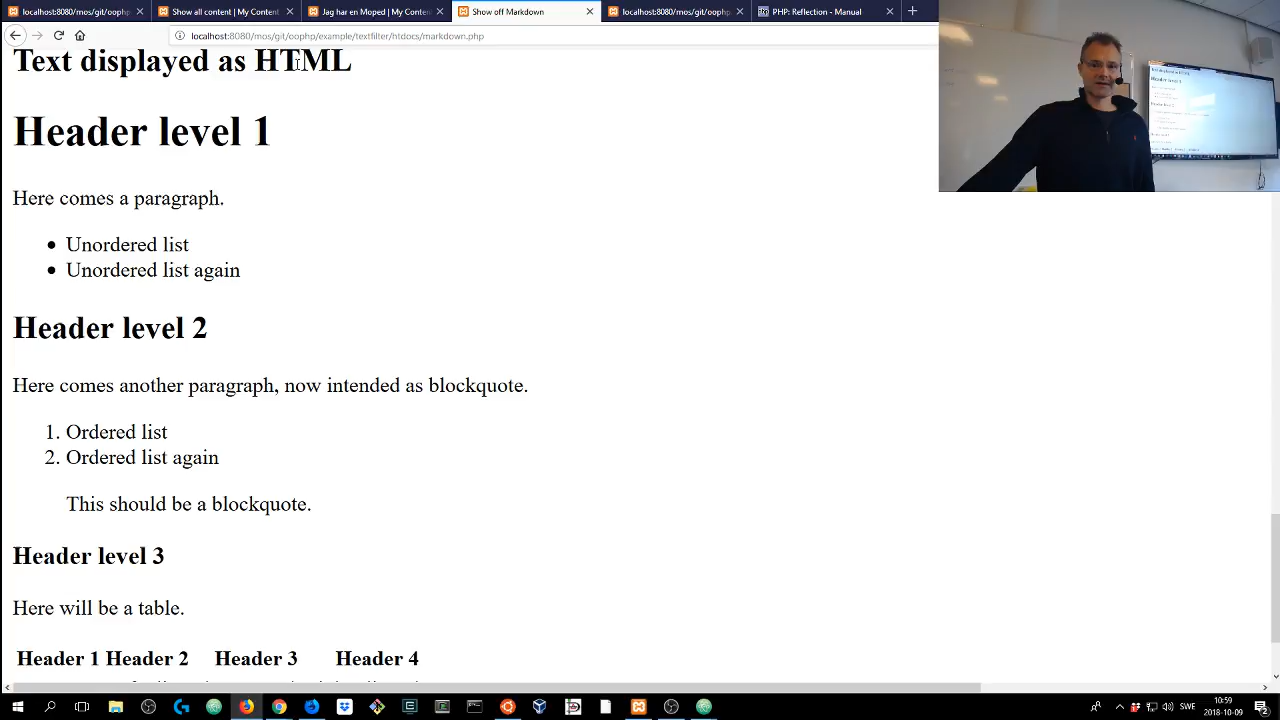 localhost:8080/mos/git/oophp
Show all content | My Content
Jag har en Moped | My Conten
Show off Markdown
localhost:8080/mos/git/oophp
PHP: Reflection - Manual
localhost:8080/mos/git/oophp/example/textfilter/htdocs/markdown.php
Text displayed as HTML
Header level 1
Here comes a paragraph.
• Unordered list
• Unordered list again
Header level 2
Here comes another paragraph, now intended as blockquote.
1. Ordered list
2. Ordered list again
This should be a blockquote.
Header level 3
Here will be a table.
Header 1 Header 2 Header 3 Header 4
SWE
10:59
2018-10-09